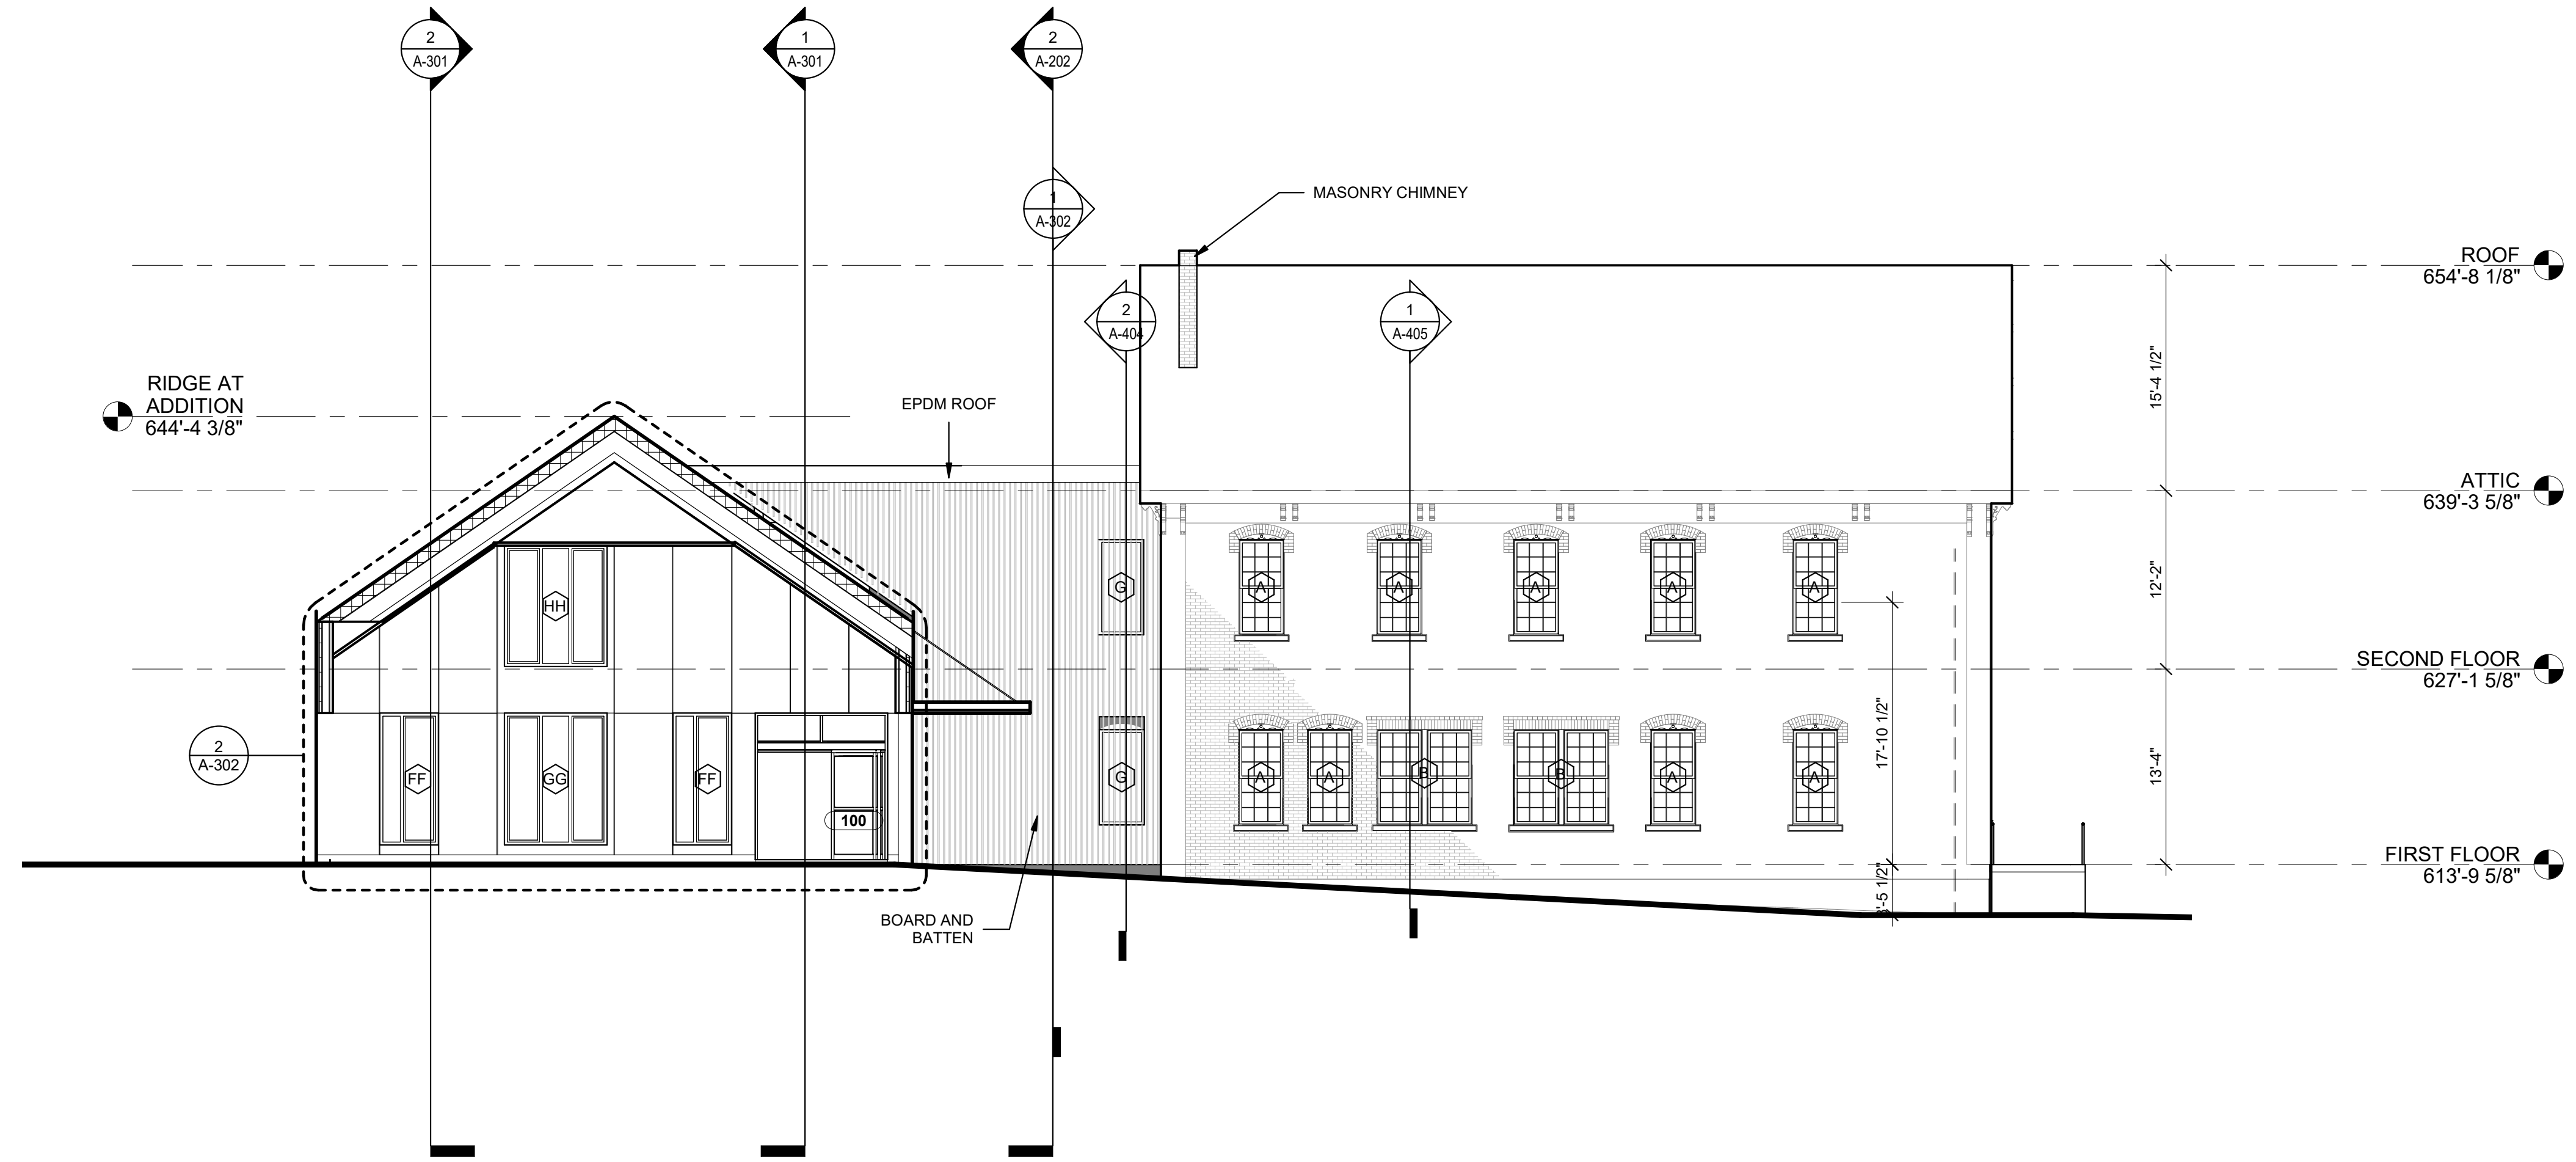 2
A-301
1
A-301
2
A-202
1
A-302
MASONRY CHIMNEY
ROOF
654'-8 1/8"
2
A-404
1
A-405
15'-4 1/2"
RIDGE AT
ADDITION
644'-4 3/8"
EPDM ROOF
ATTIC
639'-3 5/8"
HH
G
A
A
A
A
A
12'-2"
SECOND FLOOR
627'-1 5/8"
17'-10 1/2"
13'-4"
2
A-302
FF
GG
FF
G
A
A
B
B
A
A
100
FIRST FLOOR
613'-9 5/8"
BOARD AND
BATTEN